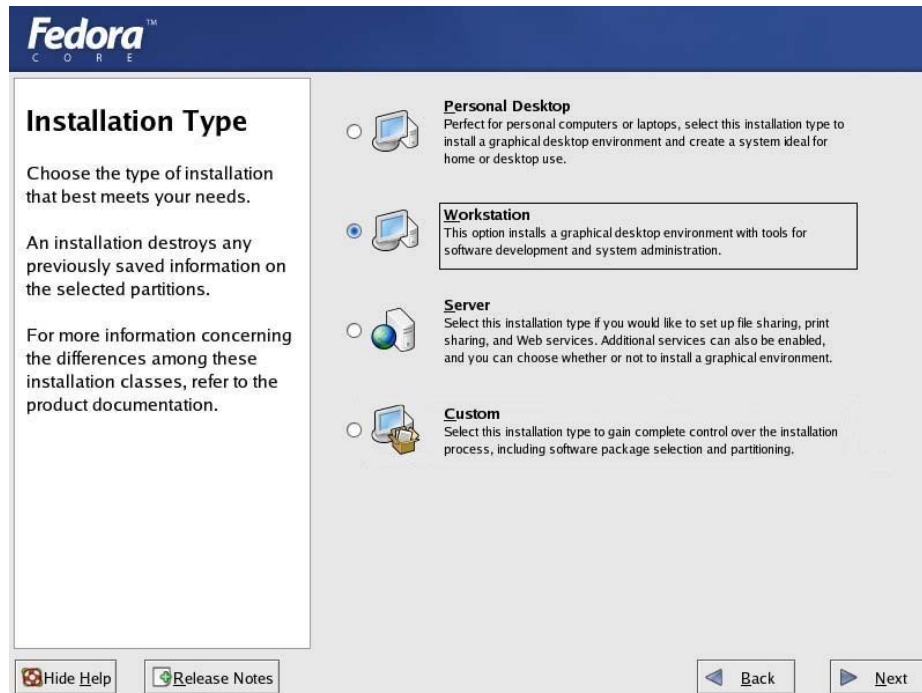 Fedora™
CORE
Installation Type
Choose the type of installation
that best meets your needs.
An installation destroys any
previously saved information on
the selected partitions.
For more information concerning
the differences among these
installation classes, refer to the
product documentation.
Personal Desktop
Perfect for personal computers or laptops, select this installation type to
install a graphical desktop environment and create a system ideal for
home or desktop use.
Workstation
This option installs a graphical desktop environment with tools for
software development and system administration.
Server
Select this installation type if you would like to set up file sharing, print
sharing, and Web services. Additional services can also be enabled,
and you can choose whether or not to install a graphical environment.
Custom
Select this installation type to gain complete control over the installation
process, including software package selection and partitioning.
Hide Help
Release Notes
Back
Next